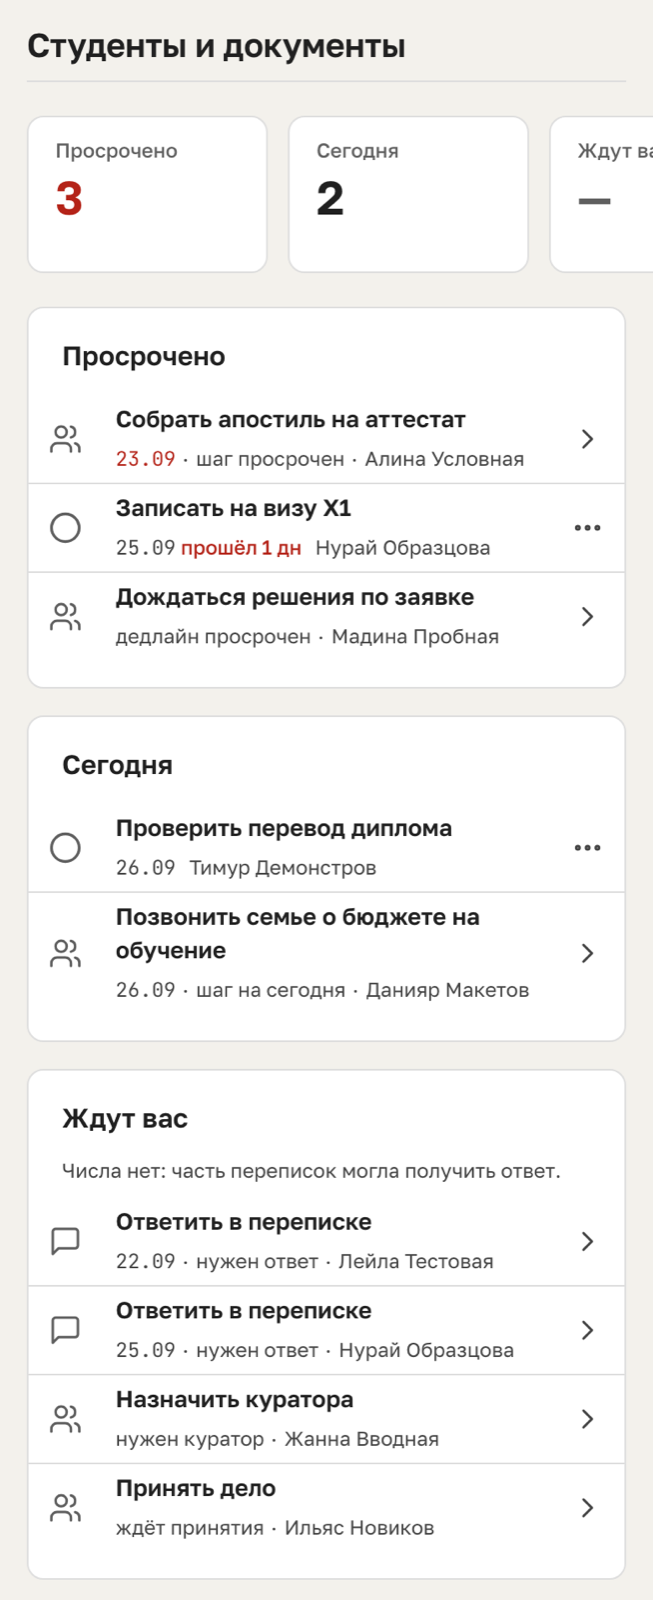 Студенты и документы
Просрочено
3
Сегодня
2
Ждут ва
—
Просрочено
Собрать апостиль на аттестат
23.09 · шаг просрочен · Алина Условная
Записать на визу X1
25.09 прошёл 1 дн Нурай Образцова
Дождаться решения по заявке
дедлайн просрочен · Мадина Пробная
Сегодня
Проверить перевод диплома
26.09 Тимур Демонстров
Позвонить семье о бюджете на
обучение
26.09 · шаг на сегодня · Данияр Макетов
Ждут вас
Числа нет: часть переписок могла получить ответ.
Ответить в переписке
22.09 · нужен ответ · Лейла Тестовая
Ответить в переписке
25.09 · нужен ответ · Нурай Образцова
Назначить куратора
нужен куратор · Жанна Вводная
Принять дело
ждёт принятия · Ильяс Новиков